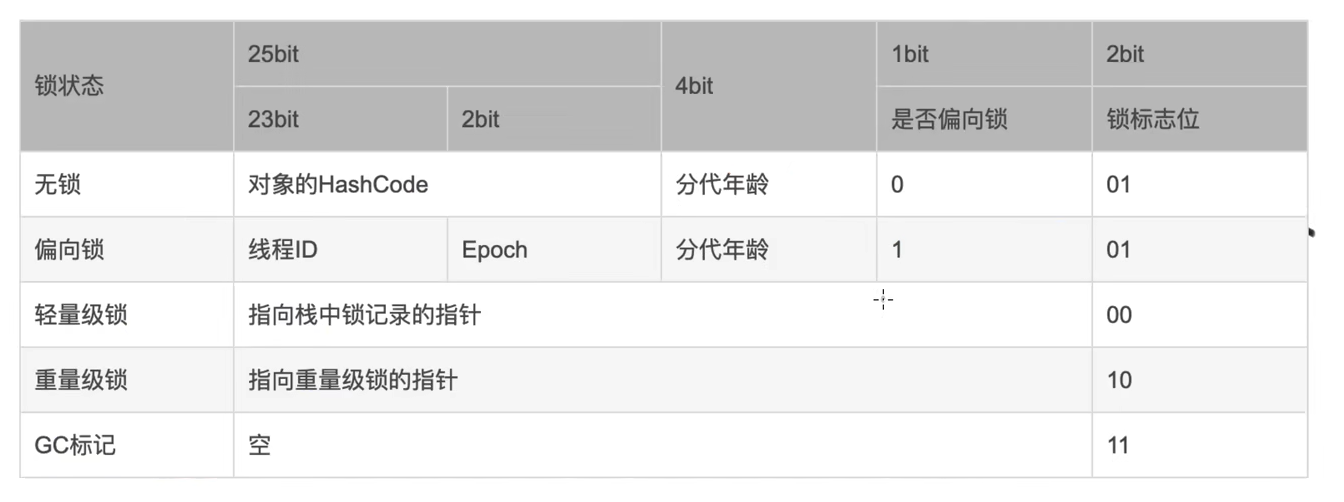 锁状态 25bit 4bit 1bit 2bit
23bit 2bit 是否偏向锁 锁标志位
无锁 对象的HashCode 分代年龄 0 01
偏向锁 线程ID Epoch 分代年龄 1 01
轻量级锁 指向栈中锁记录的指针 00
重量级锁 指向重量级锁的指针 10
GC标记 空 11